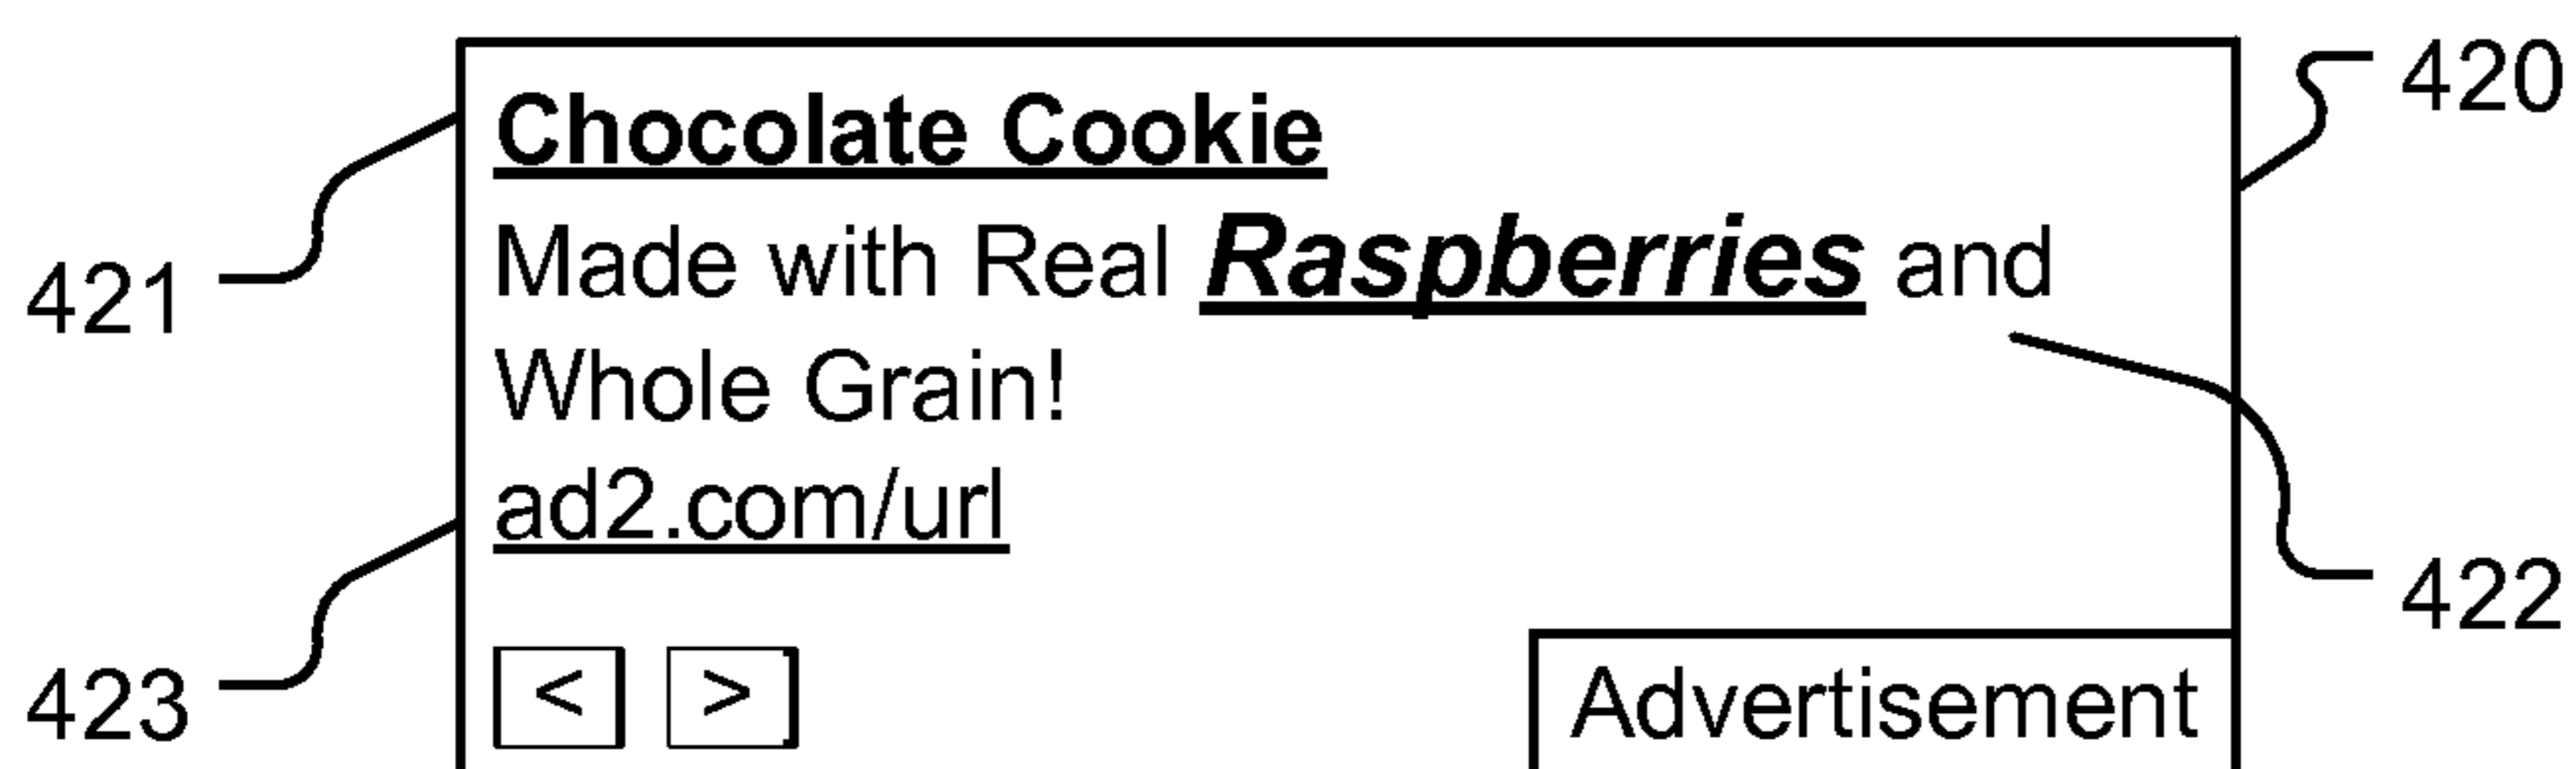 420
Chocolate Cookie
Made with Real Raspberries and
421
Whole Grain!
ad2.com/url
422
423
< >
Advertisement